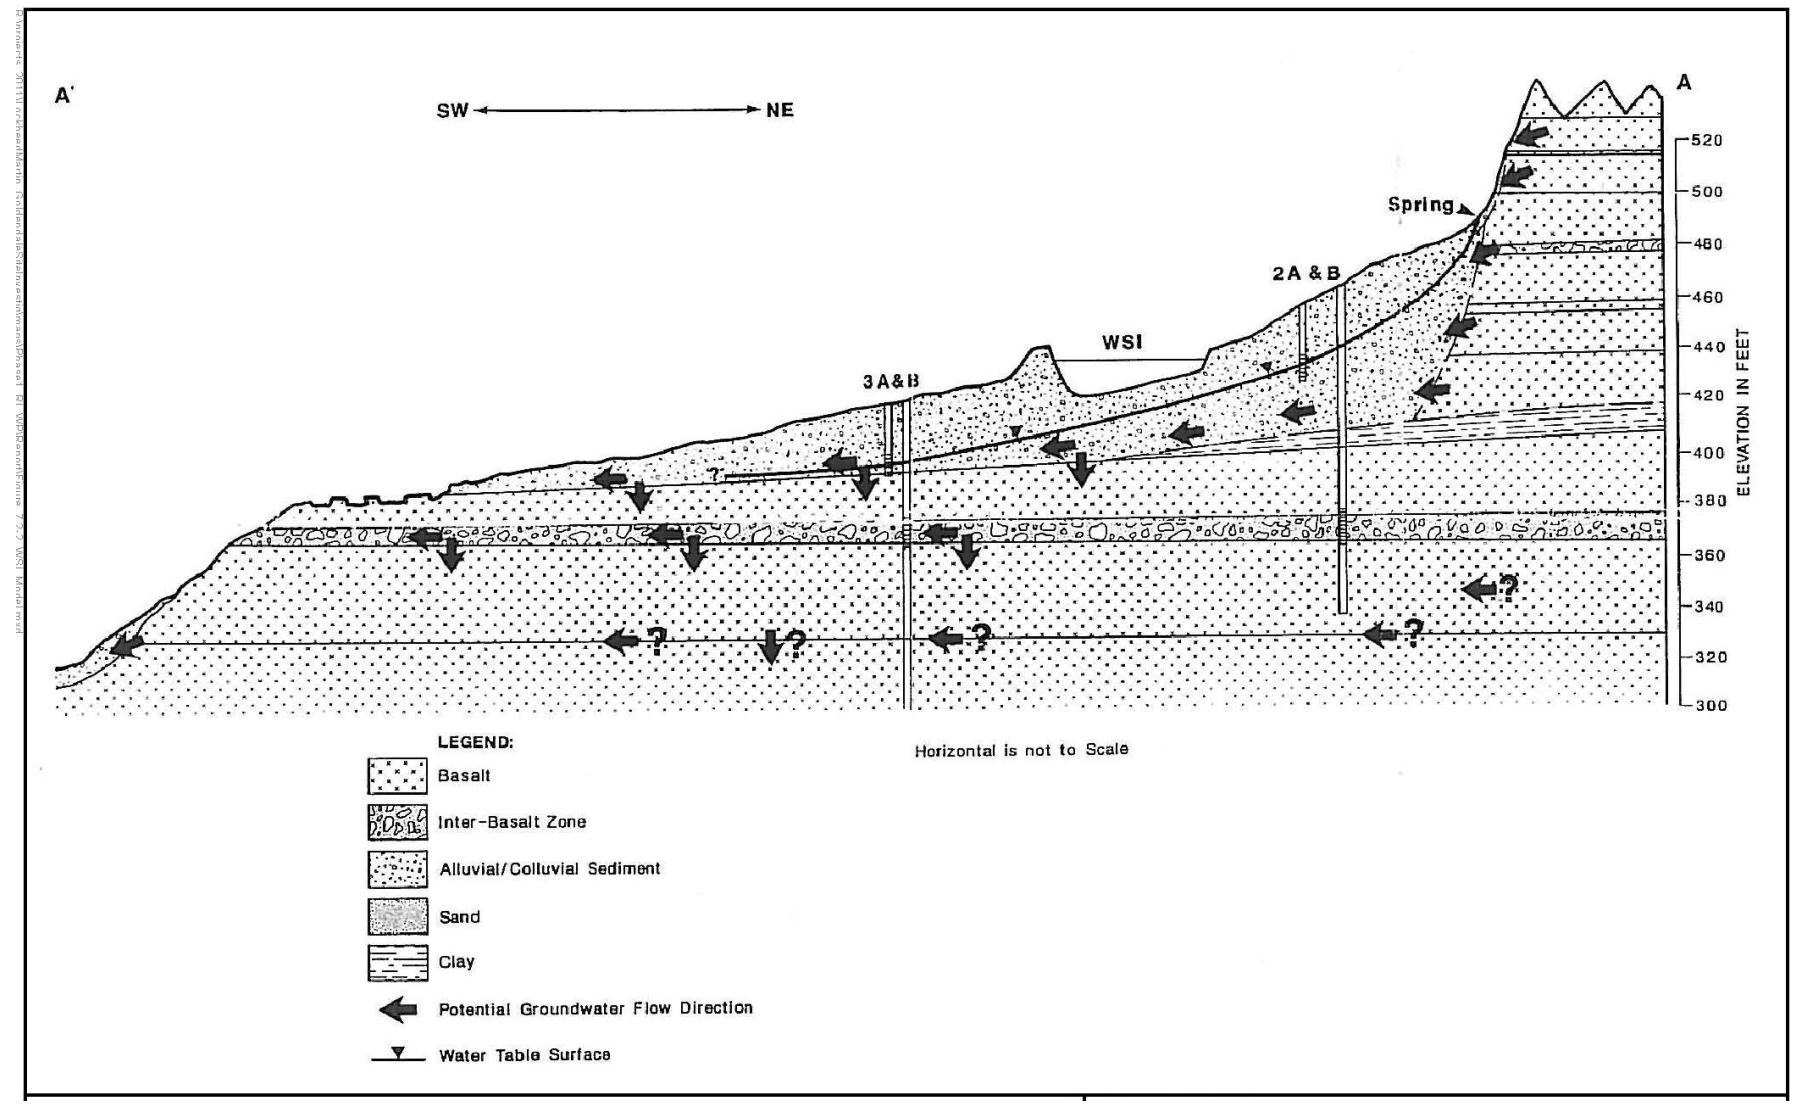 A'
SW NE
A
520
500
Spring
480
2A & B
460
WSI
440
3A&B
420
400
?
380
360
?
340
? ? ? ?
320
300
ELEVATION IN FEET
LEGEND:
Horizontal is not to Scale
Basalt
Inter-Basalt Zone
Alluvial/Colluvial Sediment
Sand
Clay
Potential Groundwater Flow Direction
Water Table Surface